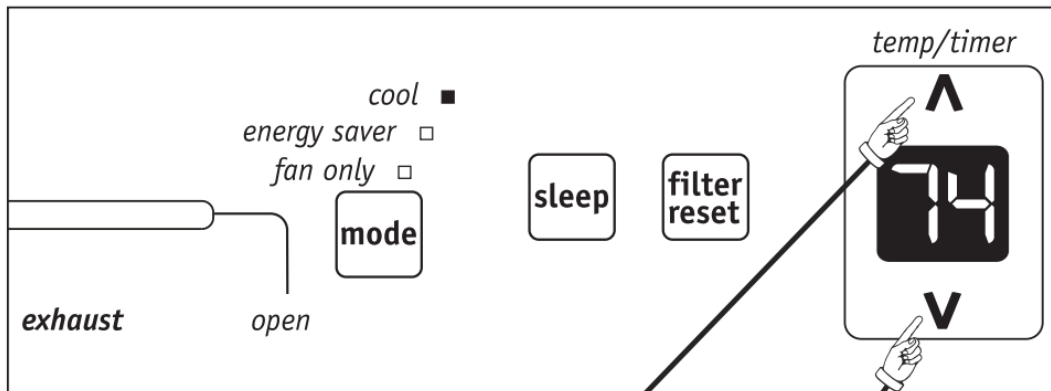 temp/timer
cool
energy saver
fan only
mode
sleep
filter
reset
74
exhaust
open